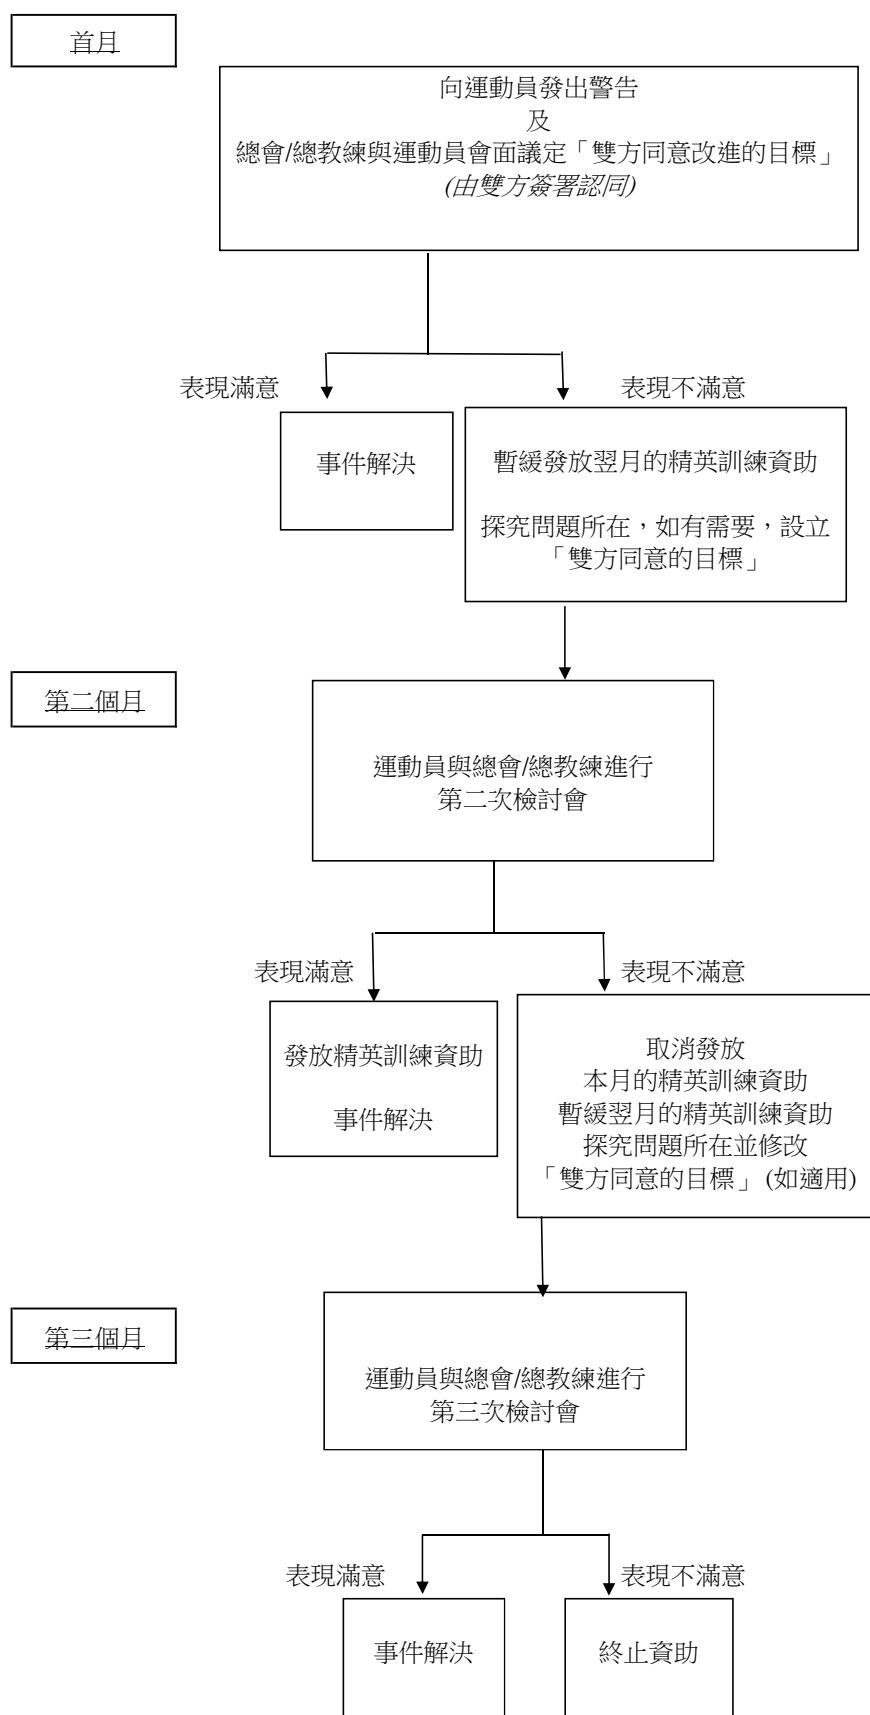 首月
向運動員發出警告
及
總會/總教練與運動員會面議定「雙方同意改進的目標」
(由雙方簽署認同)
表現滿意
表現不滿意
事件解決
暫緩發放翌月的精英訓練資助
探究問題所在，如有需要，設立
「雙方同意的目標」
第二個月
運動員與總會/總教練進行
第二次檢討會
表現滿意
表現不滿意
發放精英訓練資助
事件解決
取消發放
本月的精英訓練資助
暫緩翌月的精英訓練資助
探究問題所在並修改
「雙方同意的目標」(如適用)
第三個月
運動員與總會/總教練進行
第三次檢討會
表現滿意
表現不滿意
事件解決
終止資助